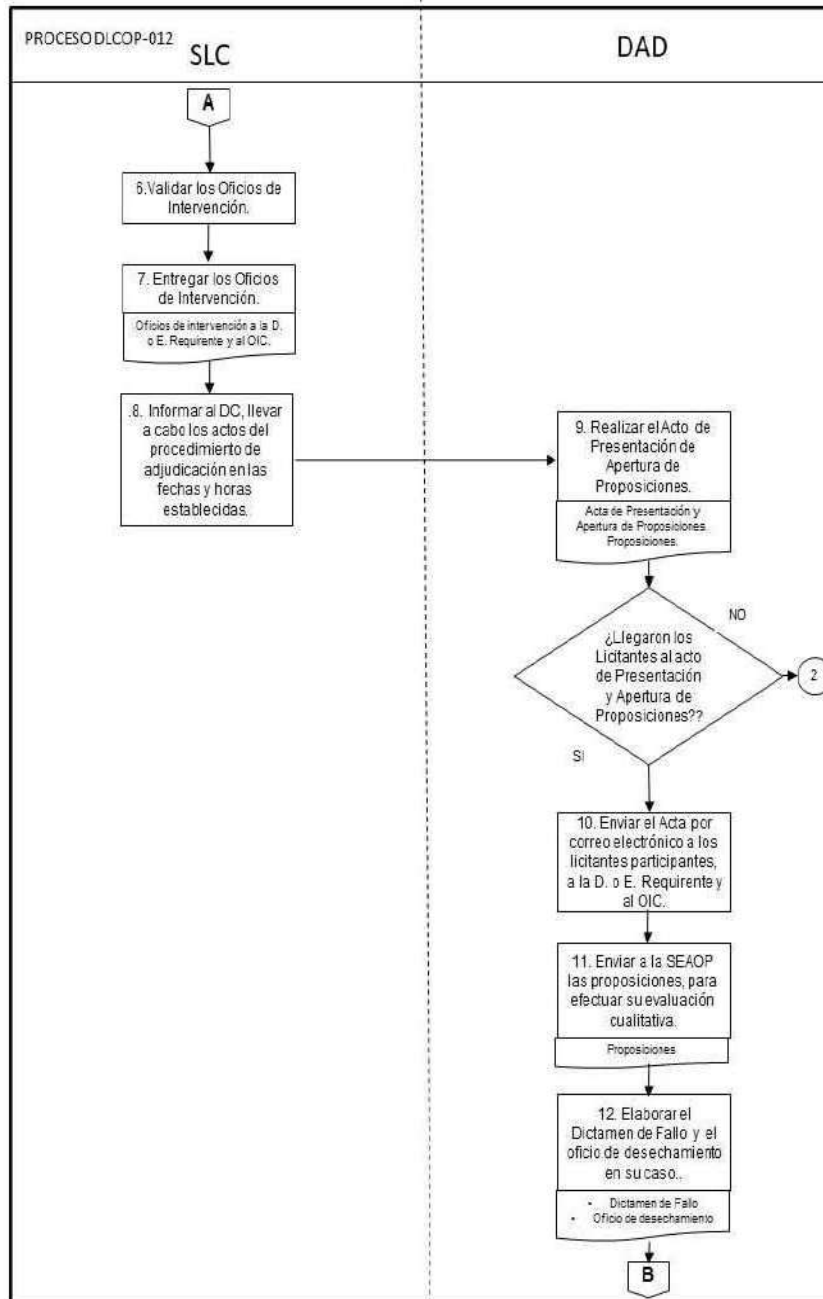 PROCESO DLCOP-012
SLC
DAD
A
6.Validar los Oficios de
Intervención.
7. Entregar los Oficios
de Intervención.
Oficios de intervención a la D.
o E. Requirente y al OIC.
.8. Informar al DC, llevar
a cabo los actos del
procedimiento de
adjudicación en las
fechas y horas
establecidas.
9. Realizar el Acto de
Presentación de
Apertura de
Proposiciones.
Acta de Presentación y
Apertura de Proposiciones
Proposiciones.
¿Llegaron los
Licitantes al acto
de Presentación
y Apertura de
Proposiciones??
NO
2
SI
10. Enviar el Acta por
correo electrónico a los
licitantes participantes,
a la D. o E. Requirente y
al OIC.
11. Enviar a la SEAOP
las proposiciones, para
efectuar su evaluación
cualitativa.
Proposiciones
12. Elaborar el
Dictamen de Fallo y el
oficio de desechamiento
en su caso..
• Dictamen de Fallo
• Oficio de desechamiento
B